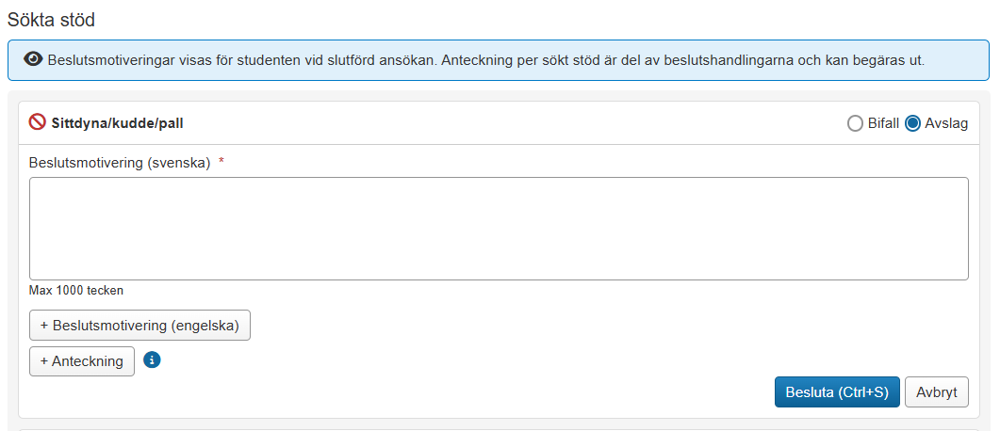 Sökta stöd
Beslutsmotiveringar visas för studenten vid slutförd ansökan. Anteckning per sökt stöd är del av beslutshandlingarna och kan begäras ut.
Sittdyna/kudde/pall Bifall Avslag
Beslutsmotivering (svenska) *
Max 1000 tecken
+ Beslutsmotivering (engelska)
+ Anteckning
Besluta (Ctrl+S) Avbryt